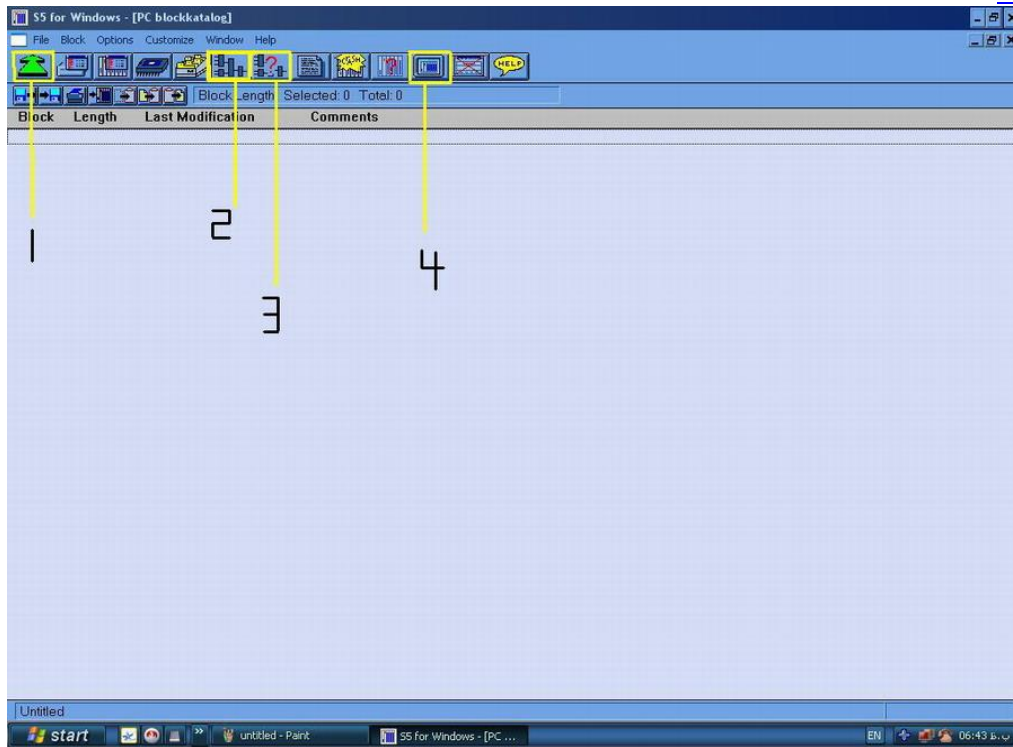 S5 for Windows - [PC blockkatalog]
File Block Options Customize Window Help
HELP
Block Length Selected: 0 Total: 0
Block Length Last Modification Comments
1
2
3
4
Untitled
start untitled - Paint S5 for Windows - [PC ... EN 06:43 ب.ظ